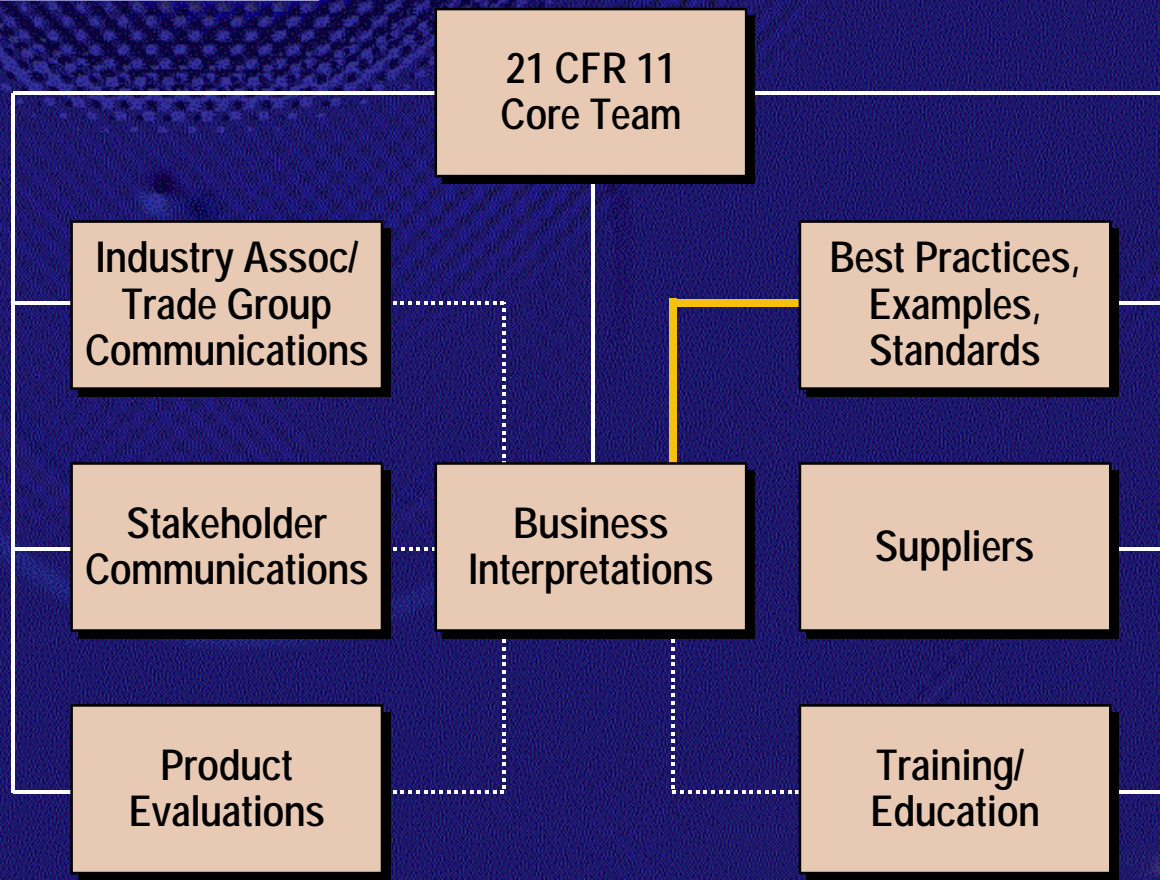 21 CFR 11
Core Team
Industry Assoc/
Trade Group
Communications
Best Practices,
Examples,
Standards
Stakeholder
Communications
Business
Interpretations
Suppliers
Product
Evaluations
Training/
Education